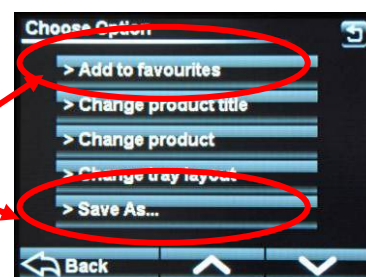 Choose Option
> Add to favourites
> Change product title
> Change product
> Change tray layout
> Save As...
Back